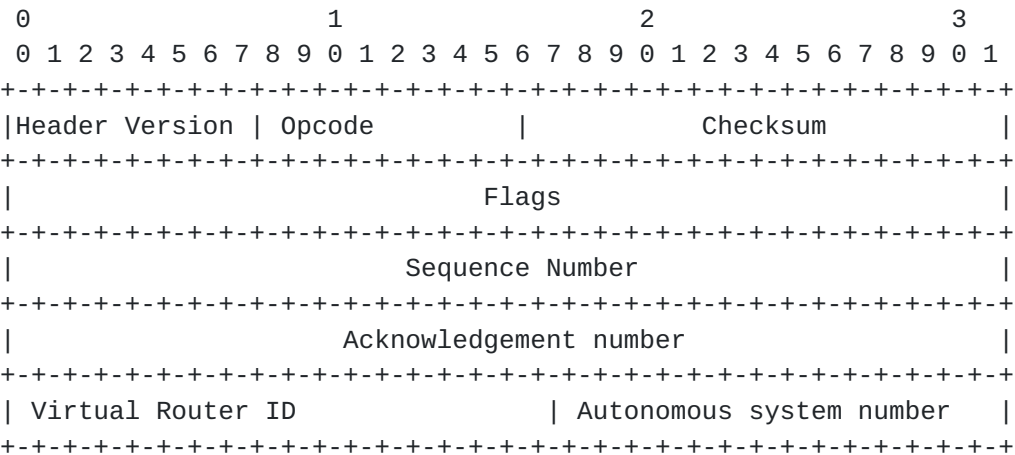 0                   1                   2                   3
 0 1 2 3 4 5 6 7 8 9 0 1 2 3 4 5 6 7 8 9 0 1 2 3 4 5 6 7 8 9 0 1
+-+-+-+-+-+-+-+-+-+-+-+-+-+-+-+-+-+-+-+-+-+-+-+-+-+-+-+-+-+-+-+-+
|Header Version | Opcode         |           Checksum           |
+-+-+-+-+-+-+-+-+-+-+-+-+-+-+-+-+-+-+-+-+-+-+-+-+-+-+-+-+-+-+-+-+
|                              Flags                            |
+-+-+-+-+-+-+-+-+-+-+-+-+-+-+-+-+-+-+-+-+-+-+-+-+-+-+-+-+-+-+-+-+
|                         Sequence Number                       |
+-+-+-+-+-+-+-+-+-+-+-+-+-+-+-+-+-+-+-+-+-+-+-+-+-+-+-+-+-+-+-+-+
|                     Acknowledgement number                    |
+-+-+-+-+-+-+-+-+-+-+-+-+-+-+-+-+-+-+-+-+-+-+-+-+-+-+-+-+-+-+-+-+
| Virtual Router ID                | Autonomous system number   |
+-+-+-+-+-+-+-+-+-+-+-+-+-+-+-+-+-+-+-+-+-+-+-+-+-+-+-+-+-+-+-+-+